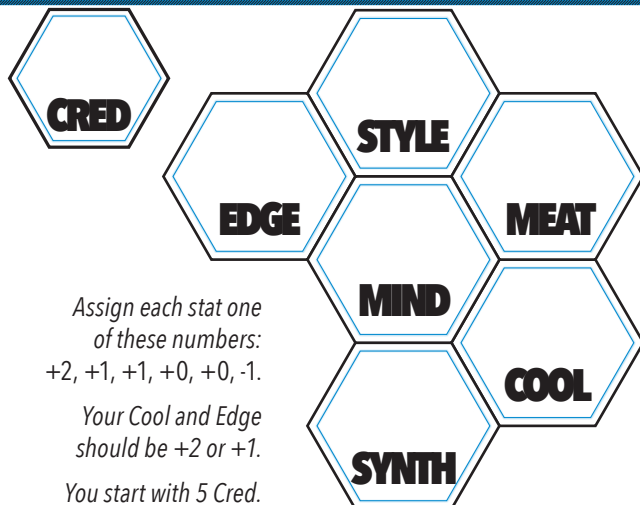 CRED
STYLE
EDGE
MEAT
MIND
COOL
SYNTH
Assign each stat one
of these numbers:
+2, +1, +1, +0, +0, -1.
Your Cool and Edge
should be +2 or +1.
You start with 5 Cred.